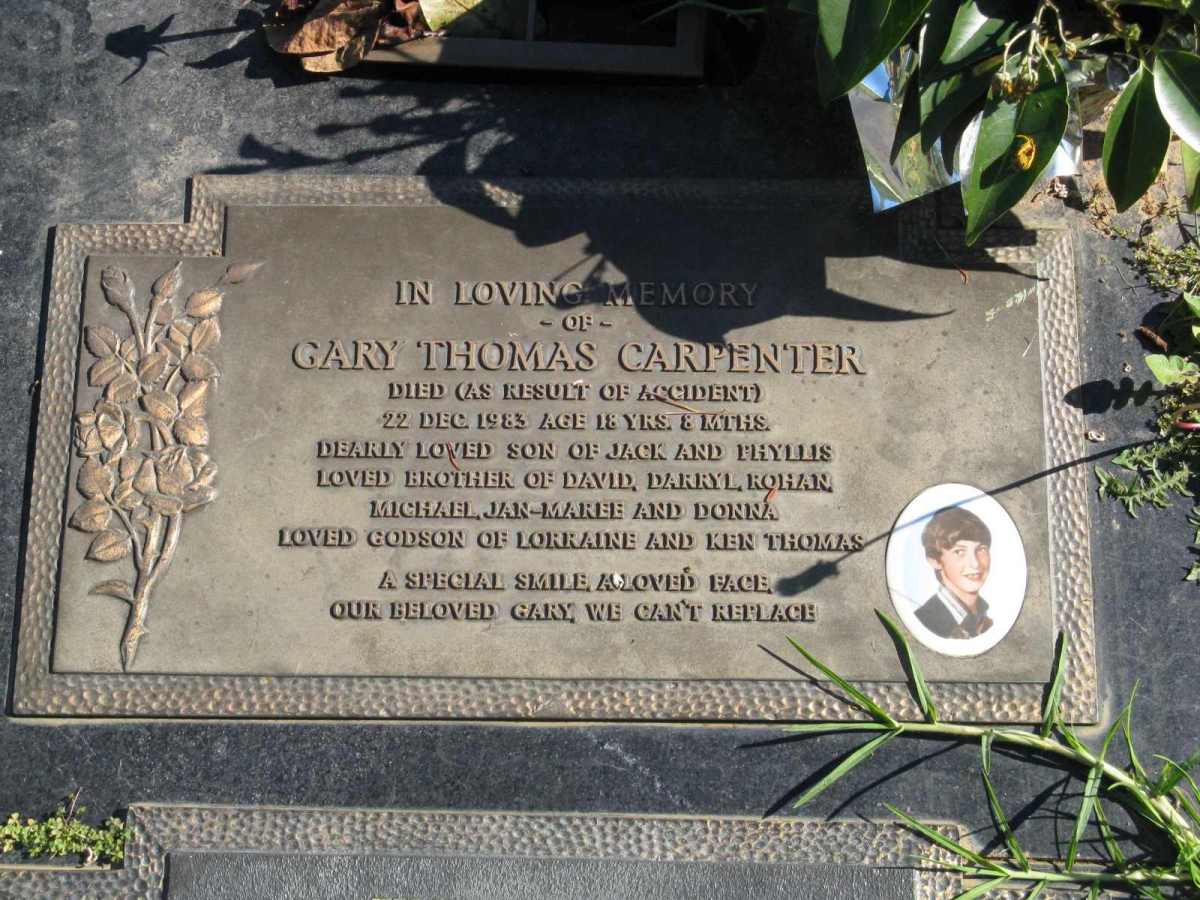 IN LOVING MEMORY
- OF -
GARY THOMAS CARPENTER
DIED (AS RESULT OF ACCIDENT)
22 DEC. 1983 AGE 18 YRS. 8 MTHS.
DEARLY LOVED SON OF JACK AND PHYLLIS
LOVED BROTHER OF DAVID, DARRYL, ROHAN,
MICHAEL, JAN-MAREE AND DONNA
LOVED GODSON OF LORRAINE AND KEN THOMAS
A SPECIAL SMILE, A LOVED FACE,
OUR BELOVED GARY, WE CAN'T REPLACE